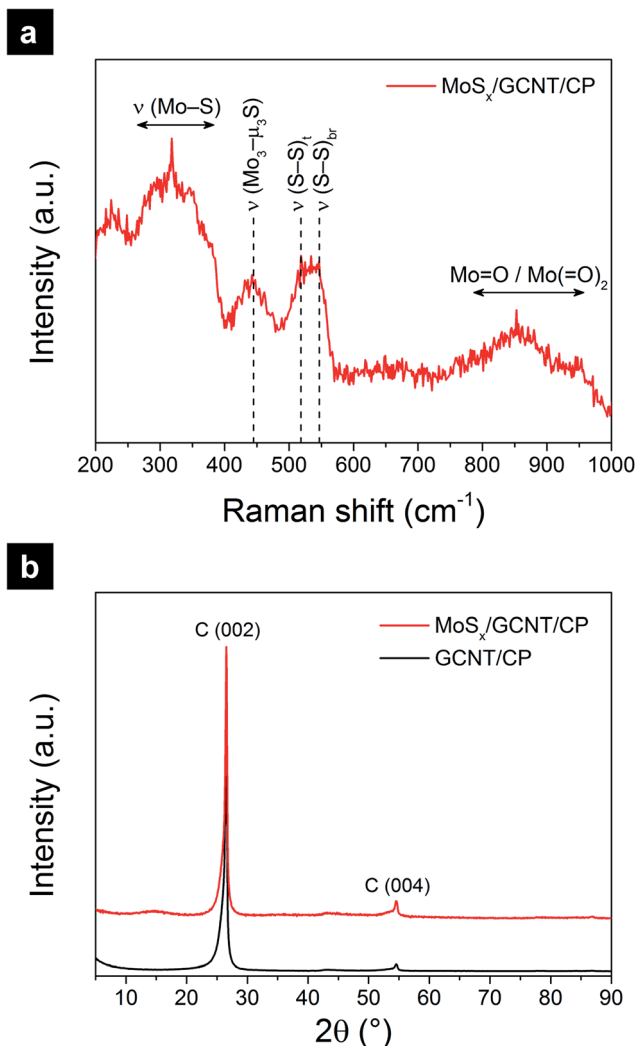 a
MoSₓ/GCNT/CP
ν (Mo–S)
ν (Mo₃–μ₃S)
ν (S–S)ₜ
ν (S–S)br
Mo=O / Mo(=O)₂
Intensity (a.u.)
200 300 400 500 600 700 800 900 1000
Raman shift (cm⁻¹)
b
C (002)
MoSₓ/GCNT/CP
GCNT/CP
C (004)
Intensity (a.u.)
10 20 30 40 50 60 70 80 90
2θ (°)